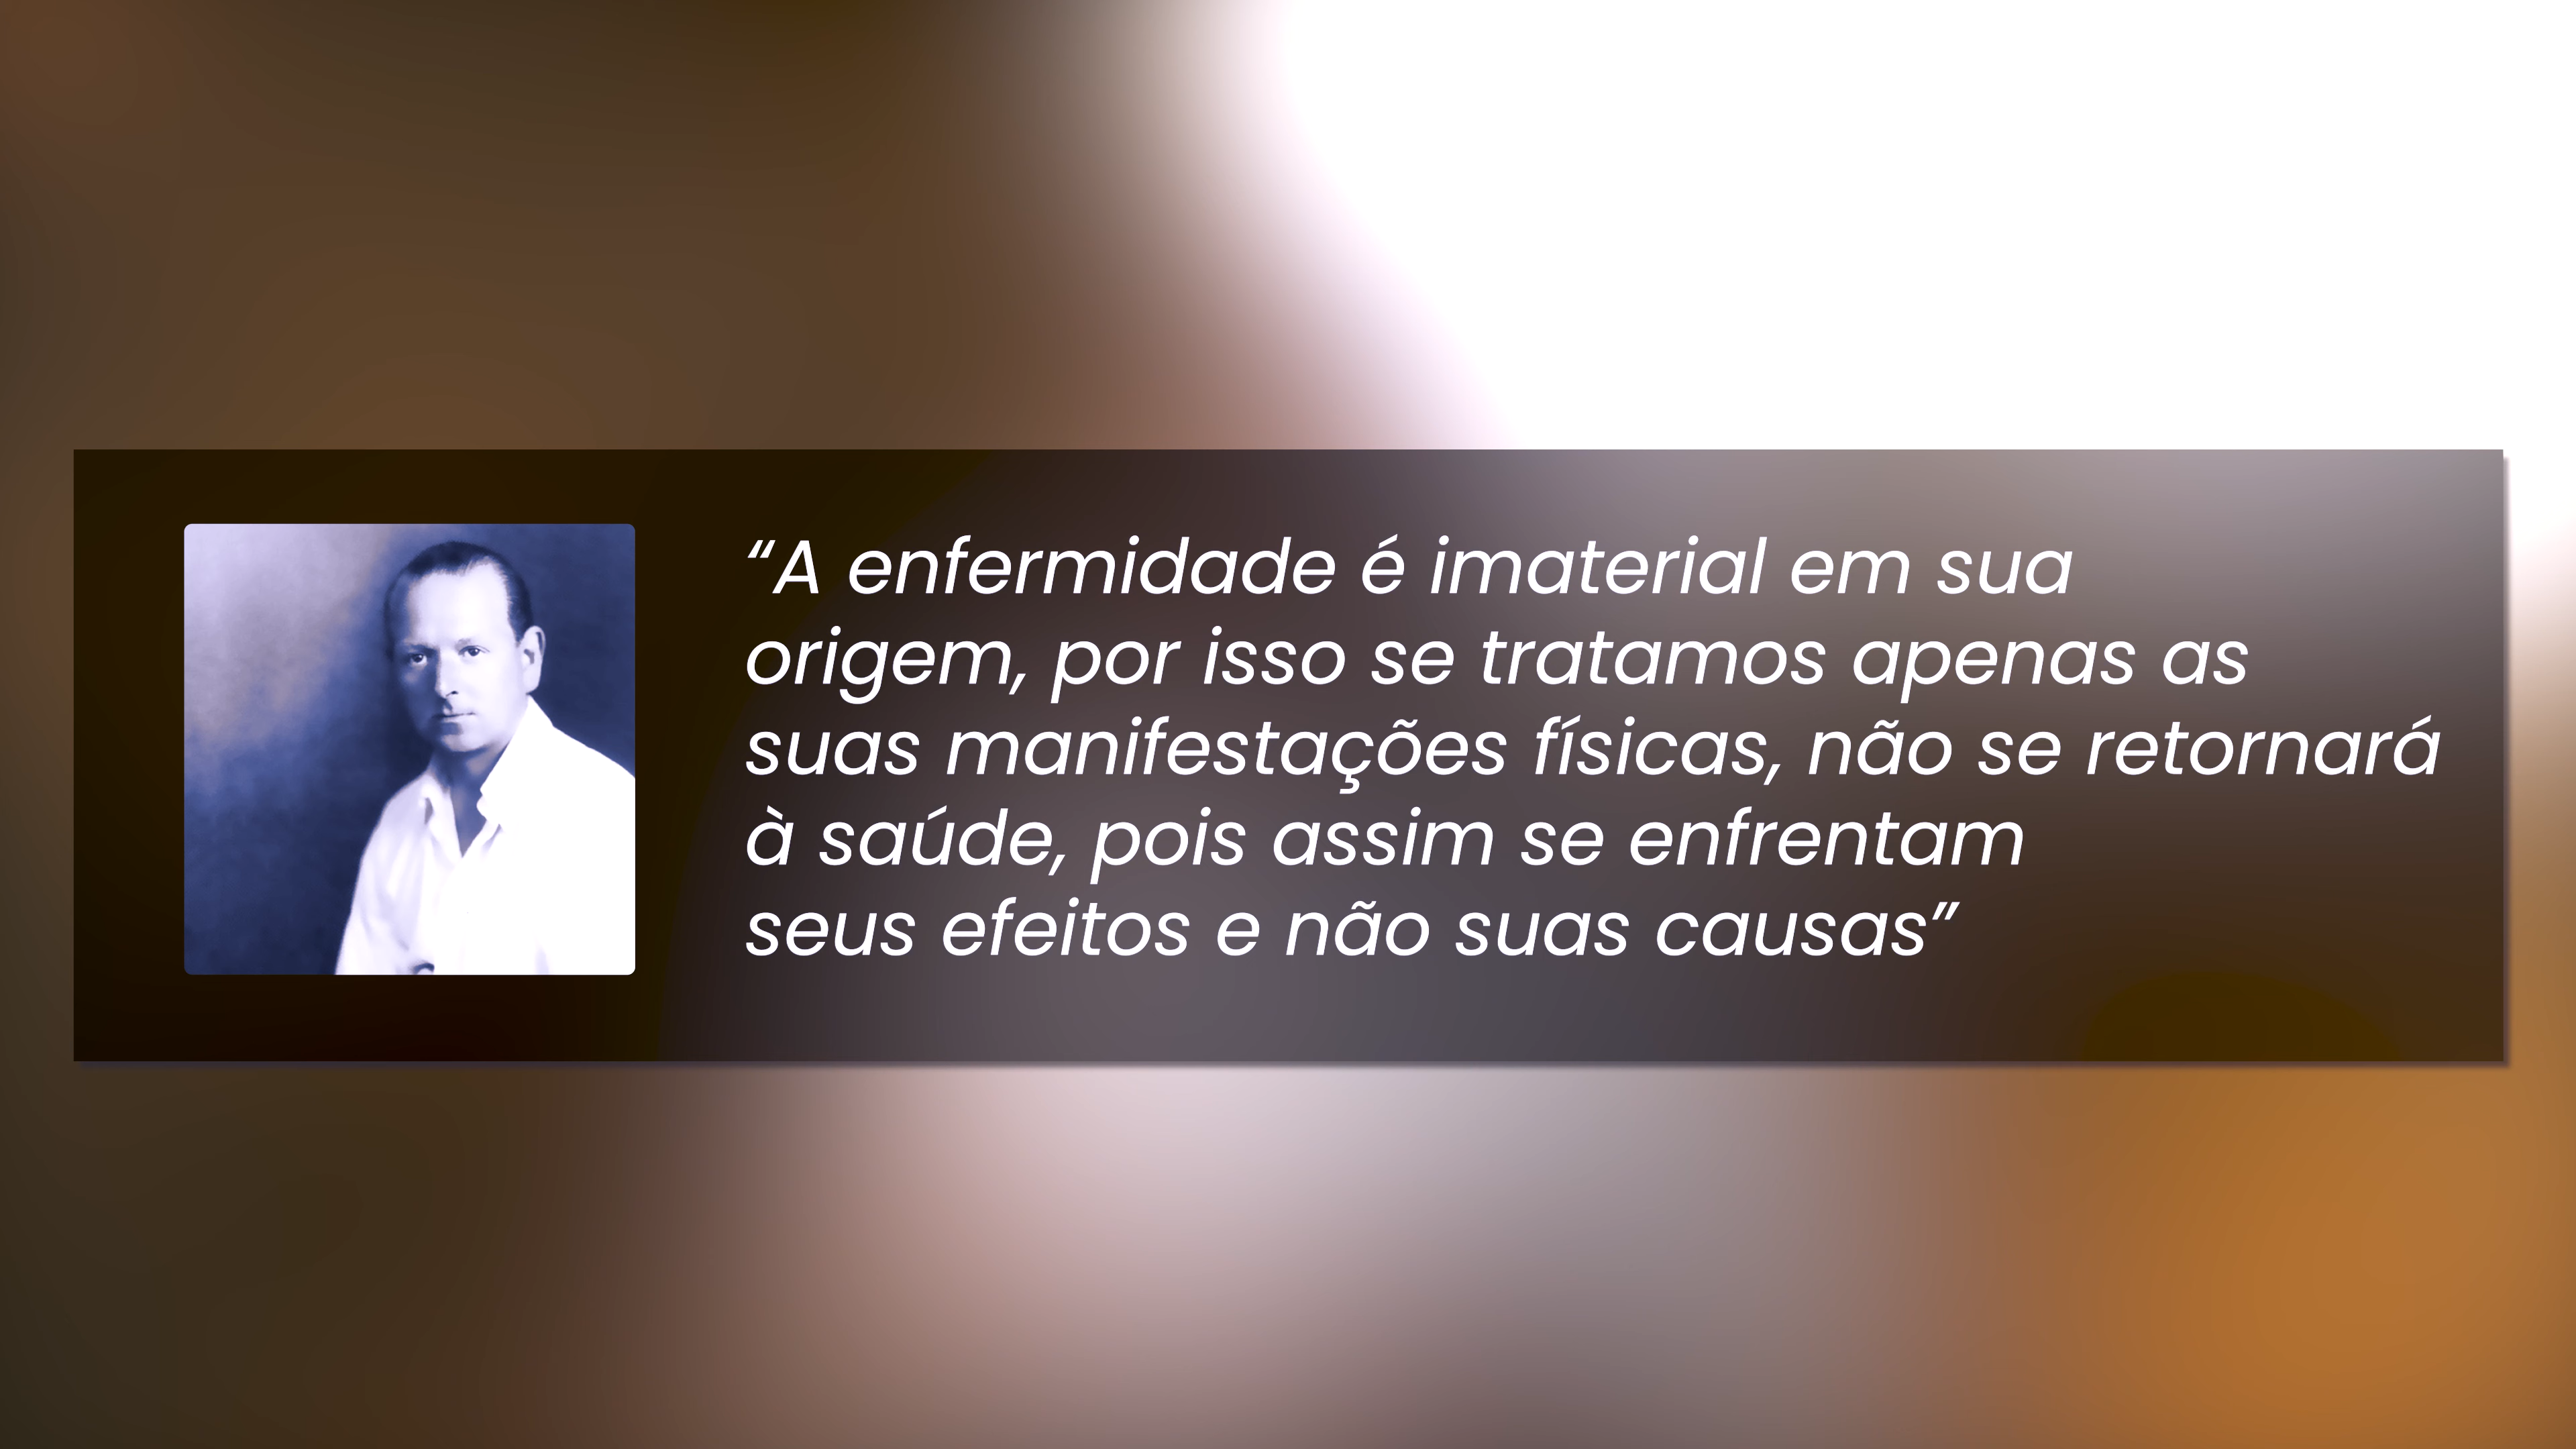 “A enfermidade é imaterial em sua
origem, por isso se tratamos apenas as
suas manifestações físicas, não se retornará
à saúde, pois assim se enfrentam
seus efeitos e não suas causas”